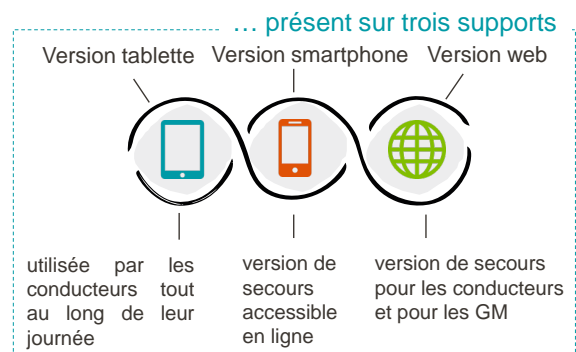 … présent sur trois supports
Version tablette
Version smartphone
Version web
utilisée par les
conducteurs tout
au long de leur
journée
version de
secours
accessible
en ligne
version de secours
pour les conducteurs
et pour les GM